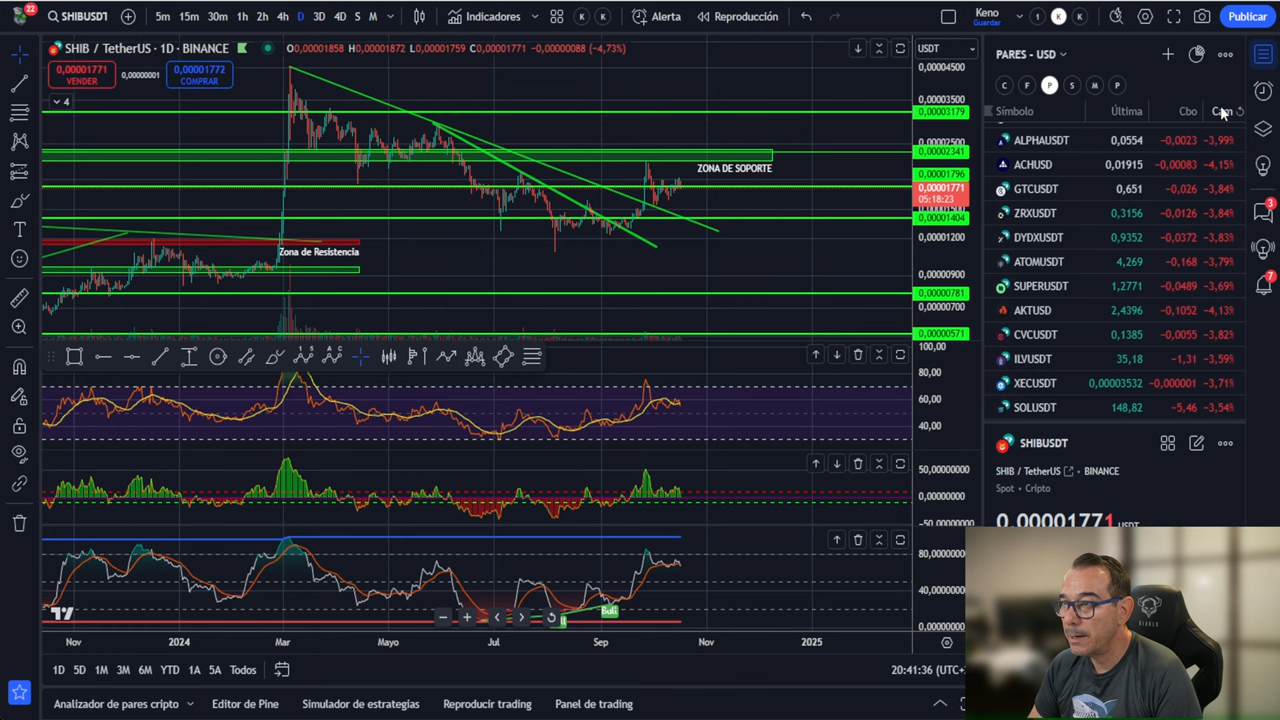 22
SHIBUSDT
5m 15m 30m 1h 2h 4h D 3D 4D S M
Indicadores
K K
Alerta
Reproducción
Keno
Guardar
1 K K
Publicar
SHIB / TetherUS · 1D · BINANCE
O0,00001858 H0,00001872 L0,00001759 C0,00001771 −0,00000088 (−4,73%)
0,00001771
VENDER
0,00000001
0,00001772
COMPRAR
4
USDT
0,00004500
0,00003500
0,00003179
0,00002500
0,00002341
0,00001796
0,00001771
05:18:23
0,00001500
0,00001404
0,00001200
0,00000900
0,00000781
0,00000700
0,00000571
ZONA DE SOPORTE
Zona de Resistencia
100,00
80,00
60,00
40,00
50,00000000
0,00000000
−50,00000000
80,00000000
40,00000000
0,00000000
Bull
Nov 2024 Mar Mayo Jul Sep Nov 2025
1D 5D 1M 3M 6M YTD 1A 5A Todos
20:41:36 (UTC+
Analizador de pares cripto
Editor de Pine
Simulador de estrategias
Reproducir trading
Panel de trading
PARES - USD
C F P S M P
Símbolo Última Cbo
ALPHAUSDT 0,0554 −0,0023 −3,99%
ACHUSD 0,01915 −0,00083 −4,15%
GTCUSDT 0,651 −0,026 −3,84%
ZRXUSDT 0,3156 −0,0126 −3,84%
DYDXUSDT 0,9352 −0,0372 −3,83%
ATOMUSDT 4,269 −0,168 −3,79%
SUPERUSDT 1,2771 −0,0489 −3,69%
AKTUSD 2,4396 −0,1052 −4,13%
CVCUSDT 0,1385 −0,0055 −3,82%
ILVUSDT 35,18 −1,31 −3,59%
XECUSDT 0,00003532 −0,000001 −3,71%
SOLUSDT 148,82 −5,46 −3,54%
SHIBUSDT
SHIB / TetherUS · BINANCE
Spot · Cripto
0,00001771 USDT
3
7
DIABLO